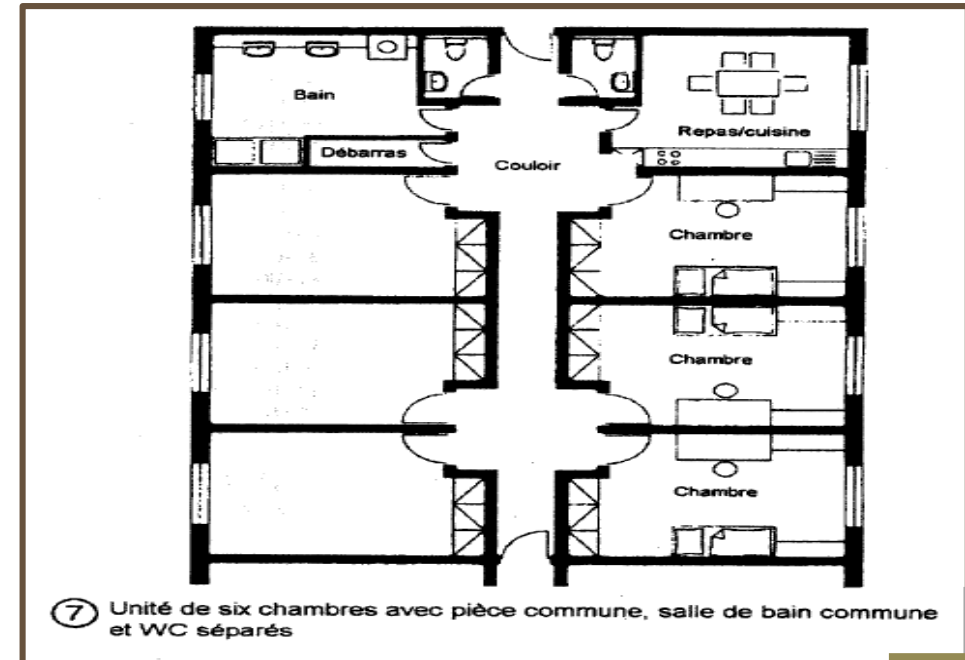 Bain
Débarras
Couloir
Repas/cuisine
Chambre
Chambre
Chambre
7 Unité de six chambres avec pièce commune, salle de bain commune
et WC séparés